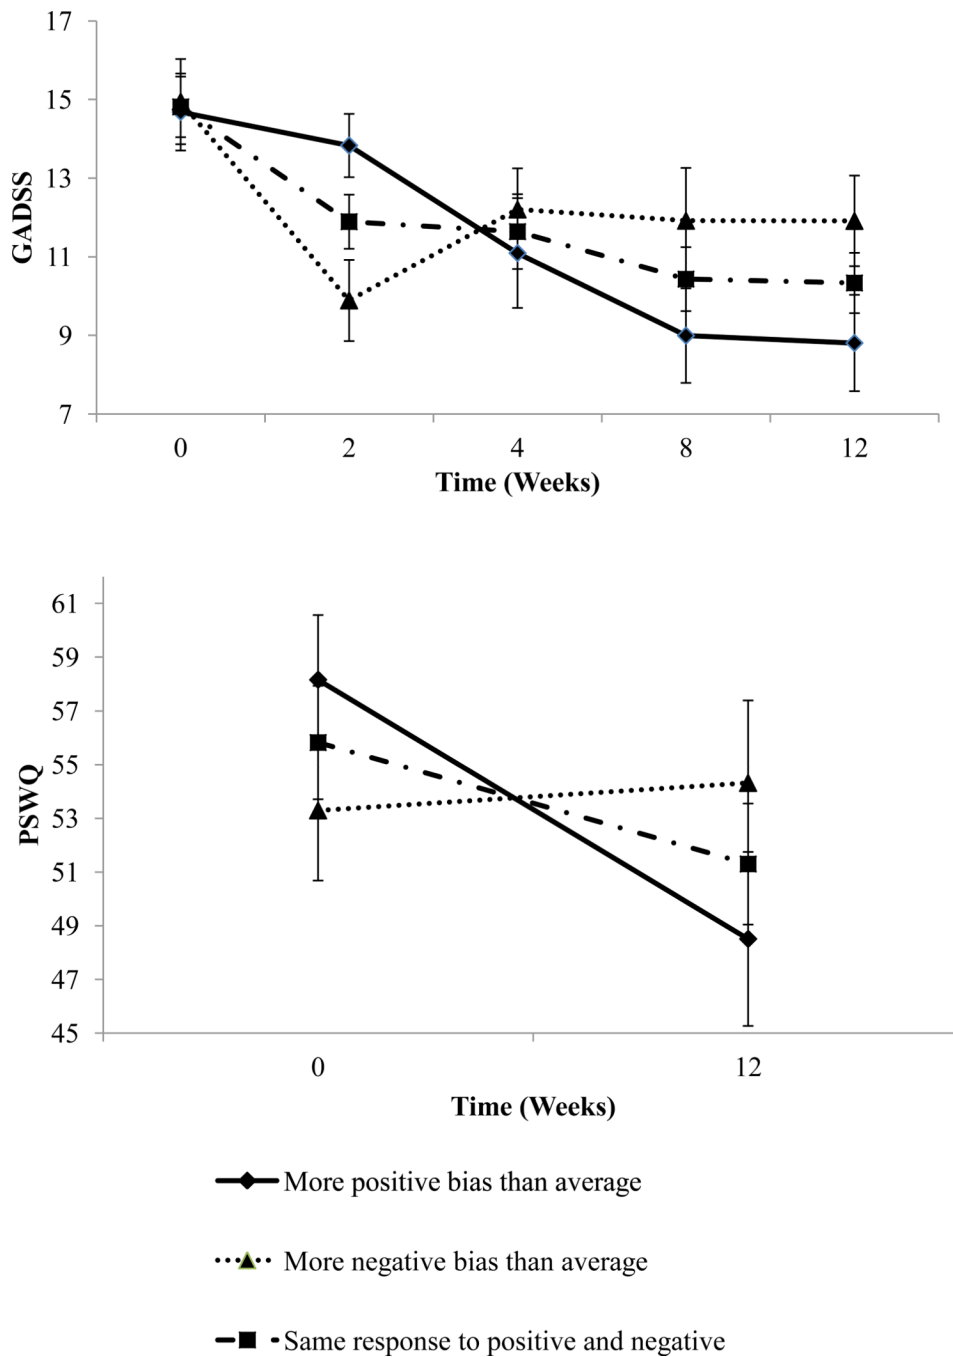 17
15
13
11
9
7
GADSS
0 2 4 8 12
Time (Weeks)
61
59
57
55
53
51
49
47
45
PSWQ
0 12
Time (Weeks)
More positive bias than average
More negative bias than average
Same response to positive and negative